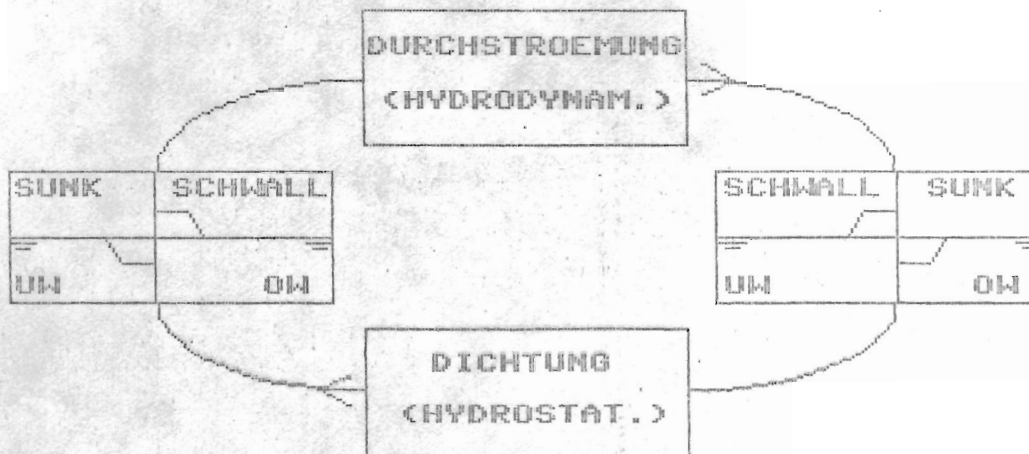 DURCHSTROEMUNG
(HYDRODYNAM.)
SUNK SCHWALL
UW OW
SCHWALL SUNK
UW OW
DICHTUNG
(HYDROSTAT.)